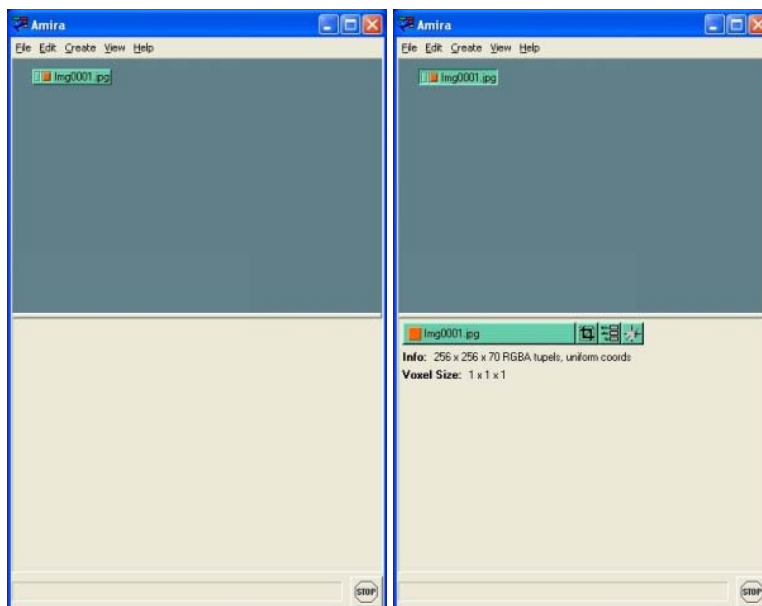 Amira
File Edit Create View Help
Img0001.jpg
STOP
Amira
File Edit Create View Help
Img0001.jpg
Img0001.jpg
Info: 256 x 256 x 70 RGBA tupels, uniform coords
Voxel Size: 1 x 1 x 1
STOP